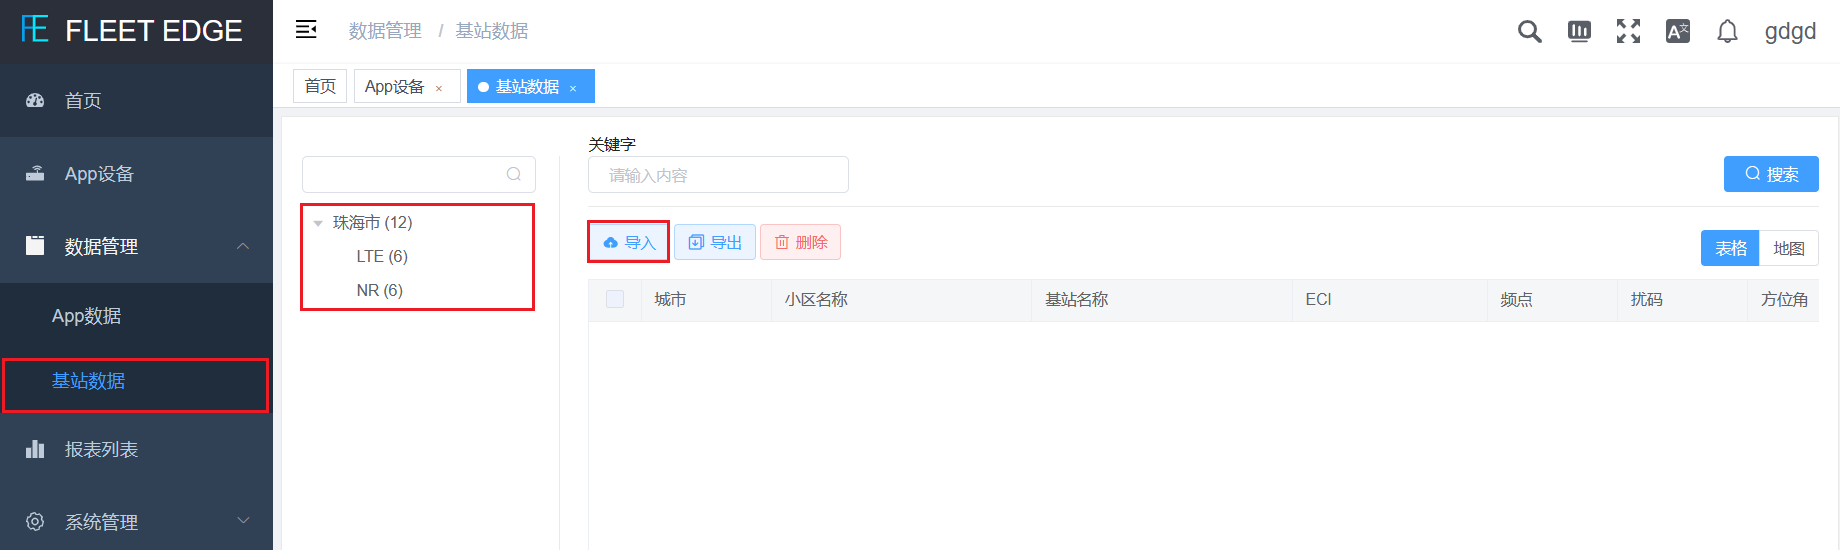 FLEET EDGE
数据管理 / 基站数据
gdgd
首页
App设备 ×
基站数据 ×
首页
App设备
数据管理
App数据
基站数据
报表列表
系统管理
珠海市 (12)
LTE (6)
NR (6)
关键字
请输入内容
搜索
导入
导出
删除
表格
地图
城市
小区名称
基站名称
ECI
频点
扰码
方位角